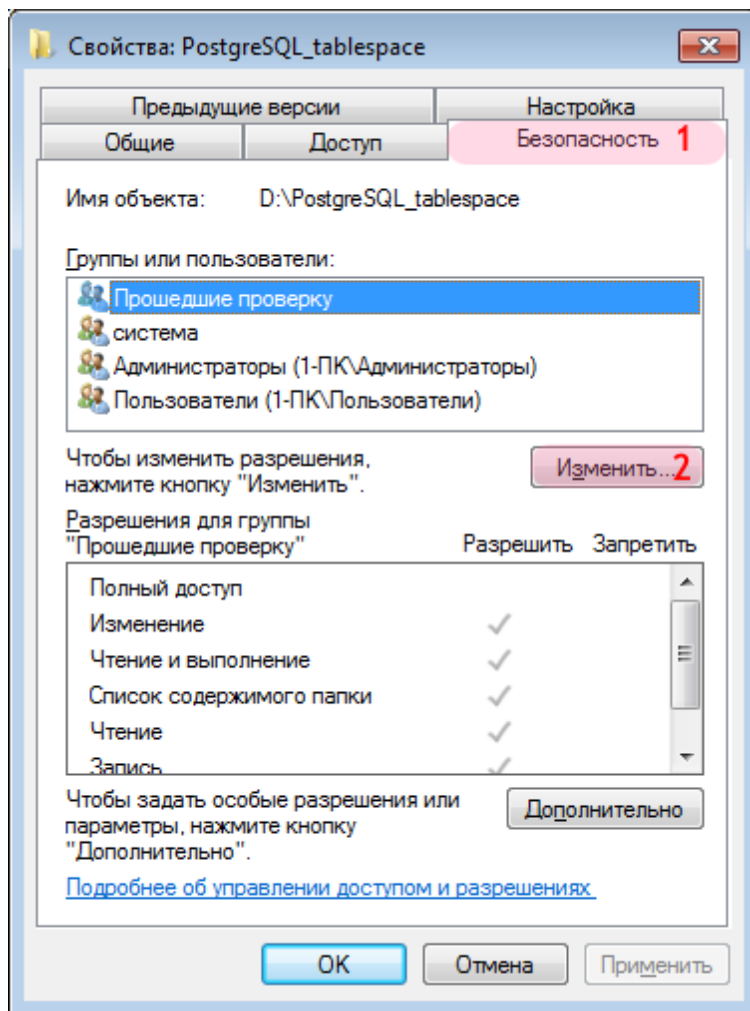 Свойства: PostgreSQL_tablespace
Предыдущие версии
Настройка
Общие
Доступ
Безопасность 1
Имя объекта: D:\PostgreSQL_tablespace
Группы или пользователи:
Прошедшие проверку
система
Администраторы (1-ПК\Администраторы)
Пользователи (1-ПК\Пользователи)
Чтобы изменить разрешения,
нажмите кнопку "Изменить".
Изменить... 2
Разрешения для группы
"Прошедшие проверку"
Разрешить Запретить
Полный доступ
Изменение
Чтение и выполнение
Список содержимого папки
Чтение
Запись
Чтобы задать особые разрешения или
параметры, нажмите кнопку
"Дополнительно".
Дополнительно
Подробнее об управлении доступом и разрешениях
OK
Отмена
Применить